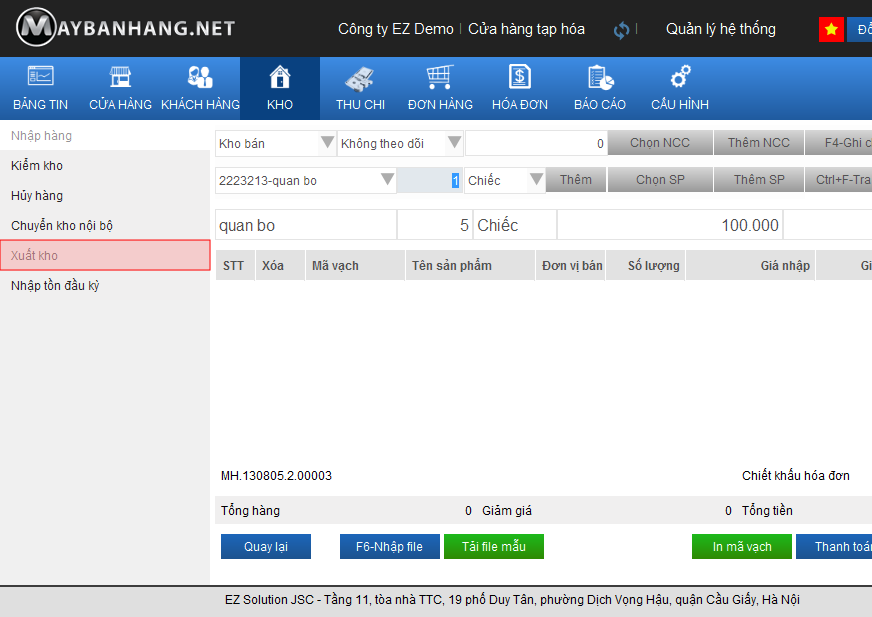 MAYBANHANG.NET
Công ty EZ Demo | Cửa hàng tạp hóa | Quản lý hệ thống
BẢNG TIN CỬA HÀNG KHÁCH HÀNG KHO THU CHI ĐƠN HÀNG HÓA ĐƠN BÁO CÁO CẤU HÌNH
Nhập hàng
Kiểm kho
Hủy hàng
Chuyển kho nội bộ
Xuất kho
Nhập tồn đầu kỳ
Kho bán Không theo dõi 0 Chọn NCC Thêm NCC F4-Ghi
2223213-quan bo 1 Chiếc Thêm Chọn SP Thêm SP Ctrl+F-Tra
quan bo 5 Chiếc 100.000
STT Xóa Mã vạch Tên sản phẩm Đơn vị bán Số lượng Giá nhập
MH.130805.2.00003 Chiết khấu hóa đơn
Tổng hàng 0 Giảm giá 0 Tổng tiền
Quay lại F6-Nhập file Tải file mẫu In mã vạch Thanh
EZ Solution JSC - Tầng 11, tòa nhà TTC, 19 phố Duy Tân, phường Dịch Vọng Hậu, quận Cầu Giấy, Hà Nội